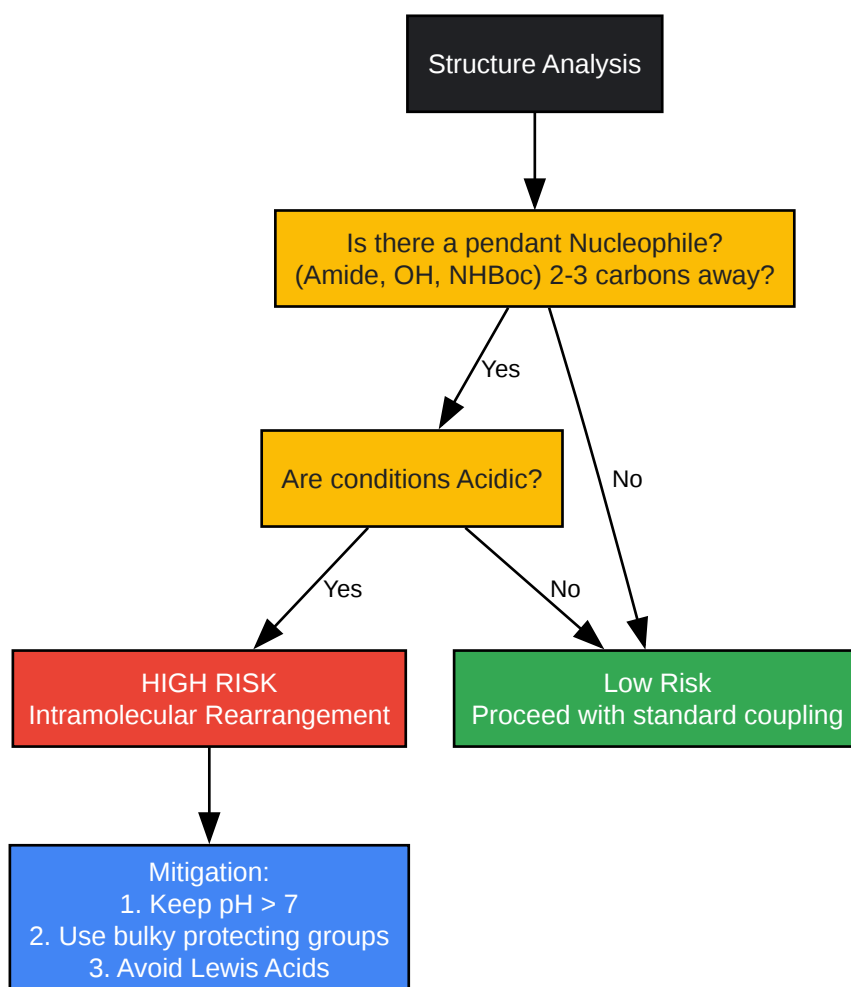 Structure Analysis
Is there a pendant Nucleophile?
(Amide, OH, NHBoc) 2-3 carbons away?
Yes
No
Are conditions Acidic?
Yes
No
HIGH RISK
Intramolecular Rearrangement
Low Risk
Proceed with standard coupling
Mitigation:
1. Keep pH > 7
2. Use bulky protecting groups
3. Avoid Lewis Acids